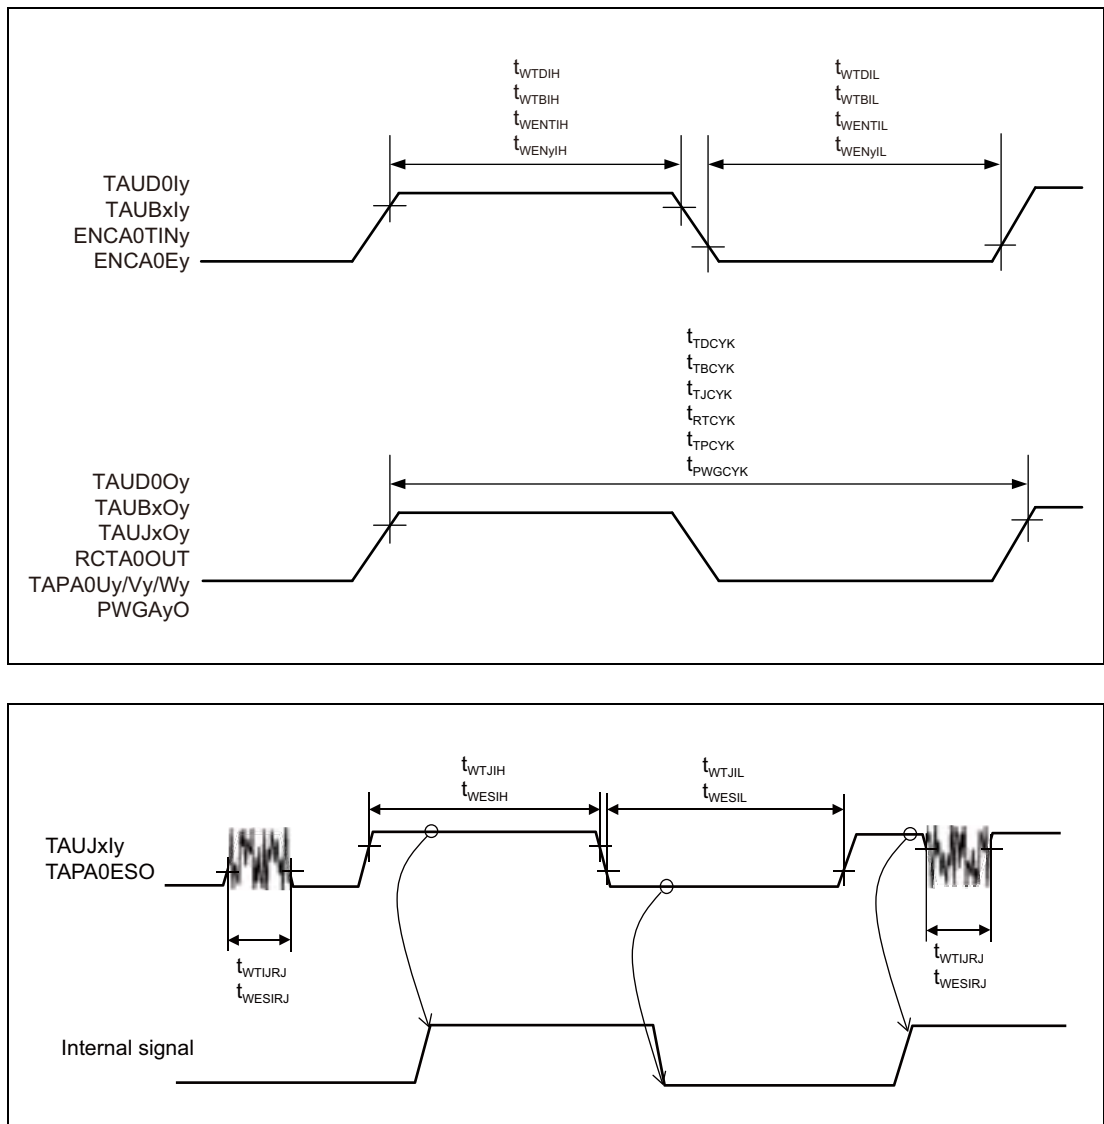 tWTDIH
tWTBIH
tWENTIH
tWENyIH
tWTDIL
tWTBIL
tWENTIL
tWENyIL
TAUD0Iy
TAUBxIy
ENCA0TINy
ENCA0Ey
tTDCYK
tTBCYK
tTJCYK
tRTCYK
tTPCYK
tPWGCYK
TAUD0Oy
TAUBxOy
TAUJxOy
RCTA0OUT
TAPA0Uy/Vy/Wy
PWGAyO
tWTJIH
tWESIH
tWTJIL
tWESIL
TAUJxIy
TAPA0ESO
tWTIJRJ
tWESIRJ
tWTIJRJ
tWESIRJ
Internal signal